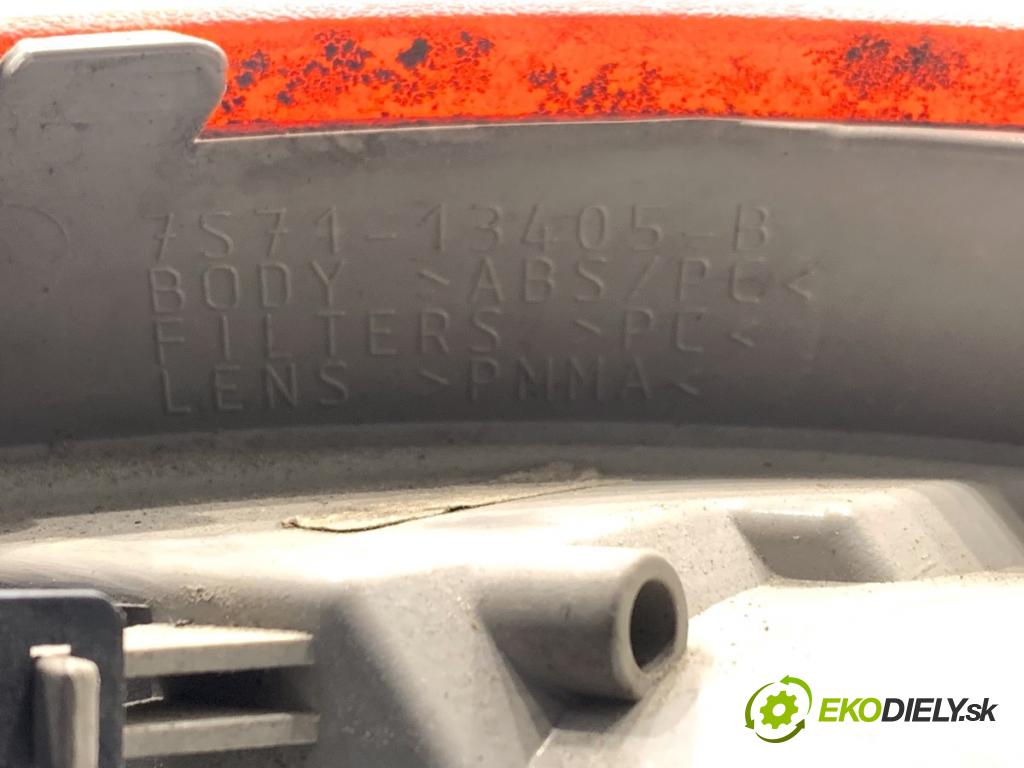 7S71-13405-B
BODY >ABS/PC<
FILTERS >PC<
LENS >PMMA<
EKODIELY.sk